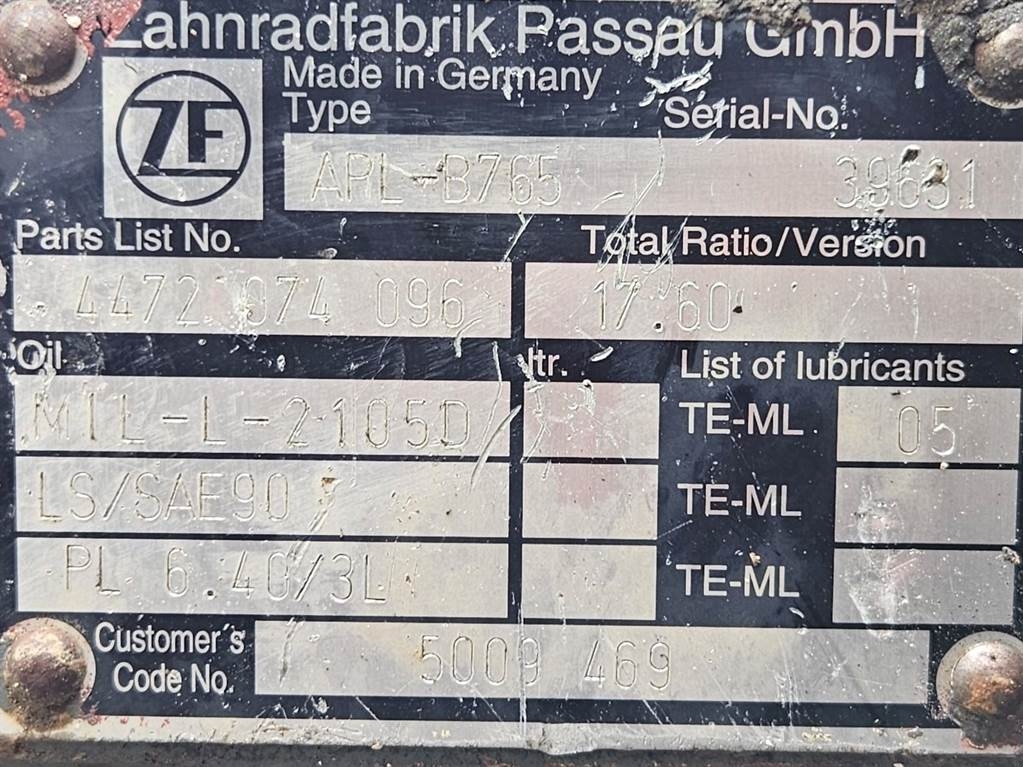 Zahnradfabrik Passau GmbH
ZF
Made in Germany
Type Serial-No.
APL-B765 39631
Parts List No. Total Ratio/Version
4472 074 096 17.60
Oil ltr. List of lubricants
MIL-L-2105D TE-ML 05
LS/SAE90 TE-ML
PL 6.40/3L TE-ML
Customer's
Code No. 5009 469